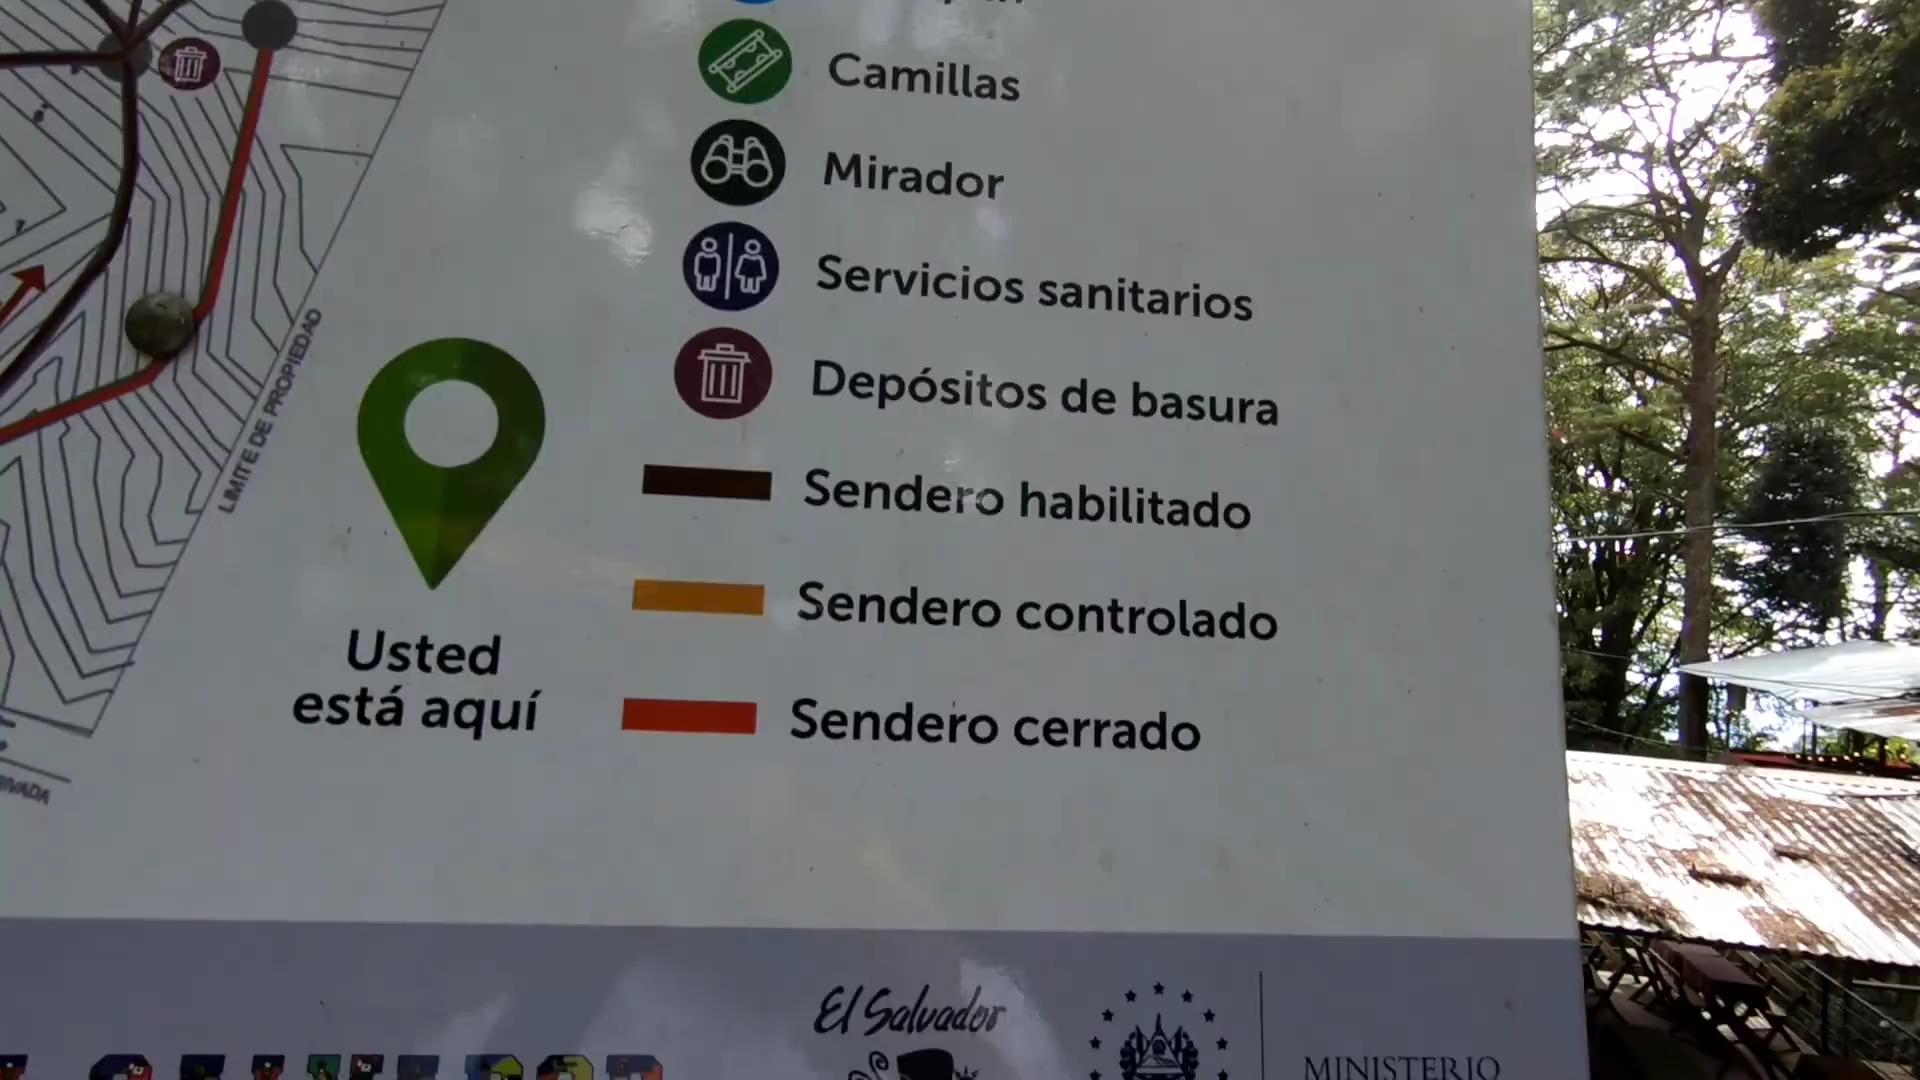 Camillas
Mirador
Servicios sanitarios
Depósitos de basura
Sendero habilitado
Sendero controlado
Sendero cerrado
LIMITE DE PROPIEDAD
Usted
está aquí
El Salvador
MINISTERIO